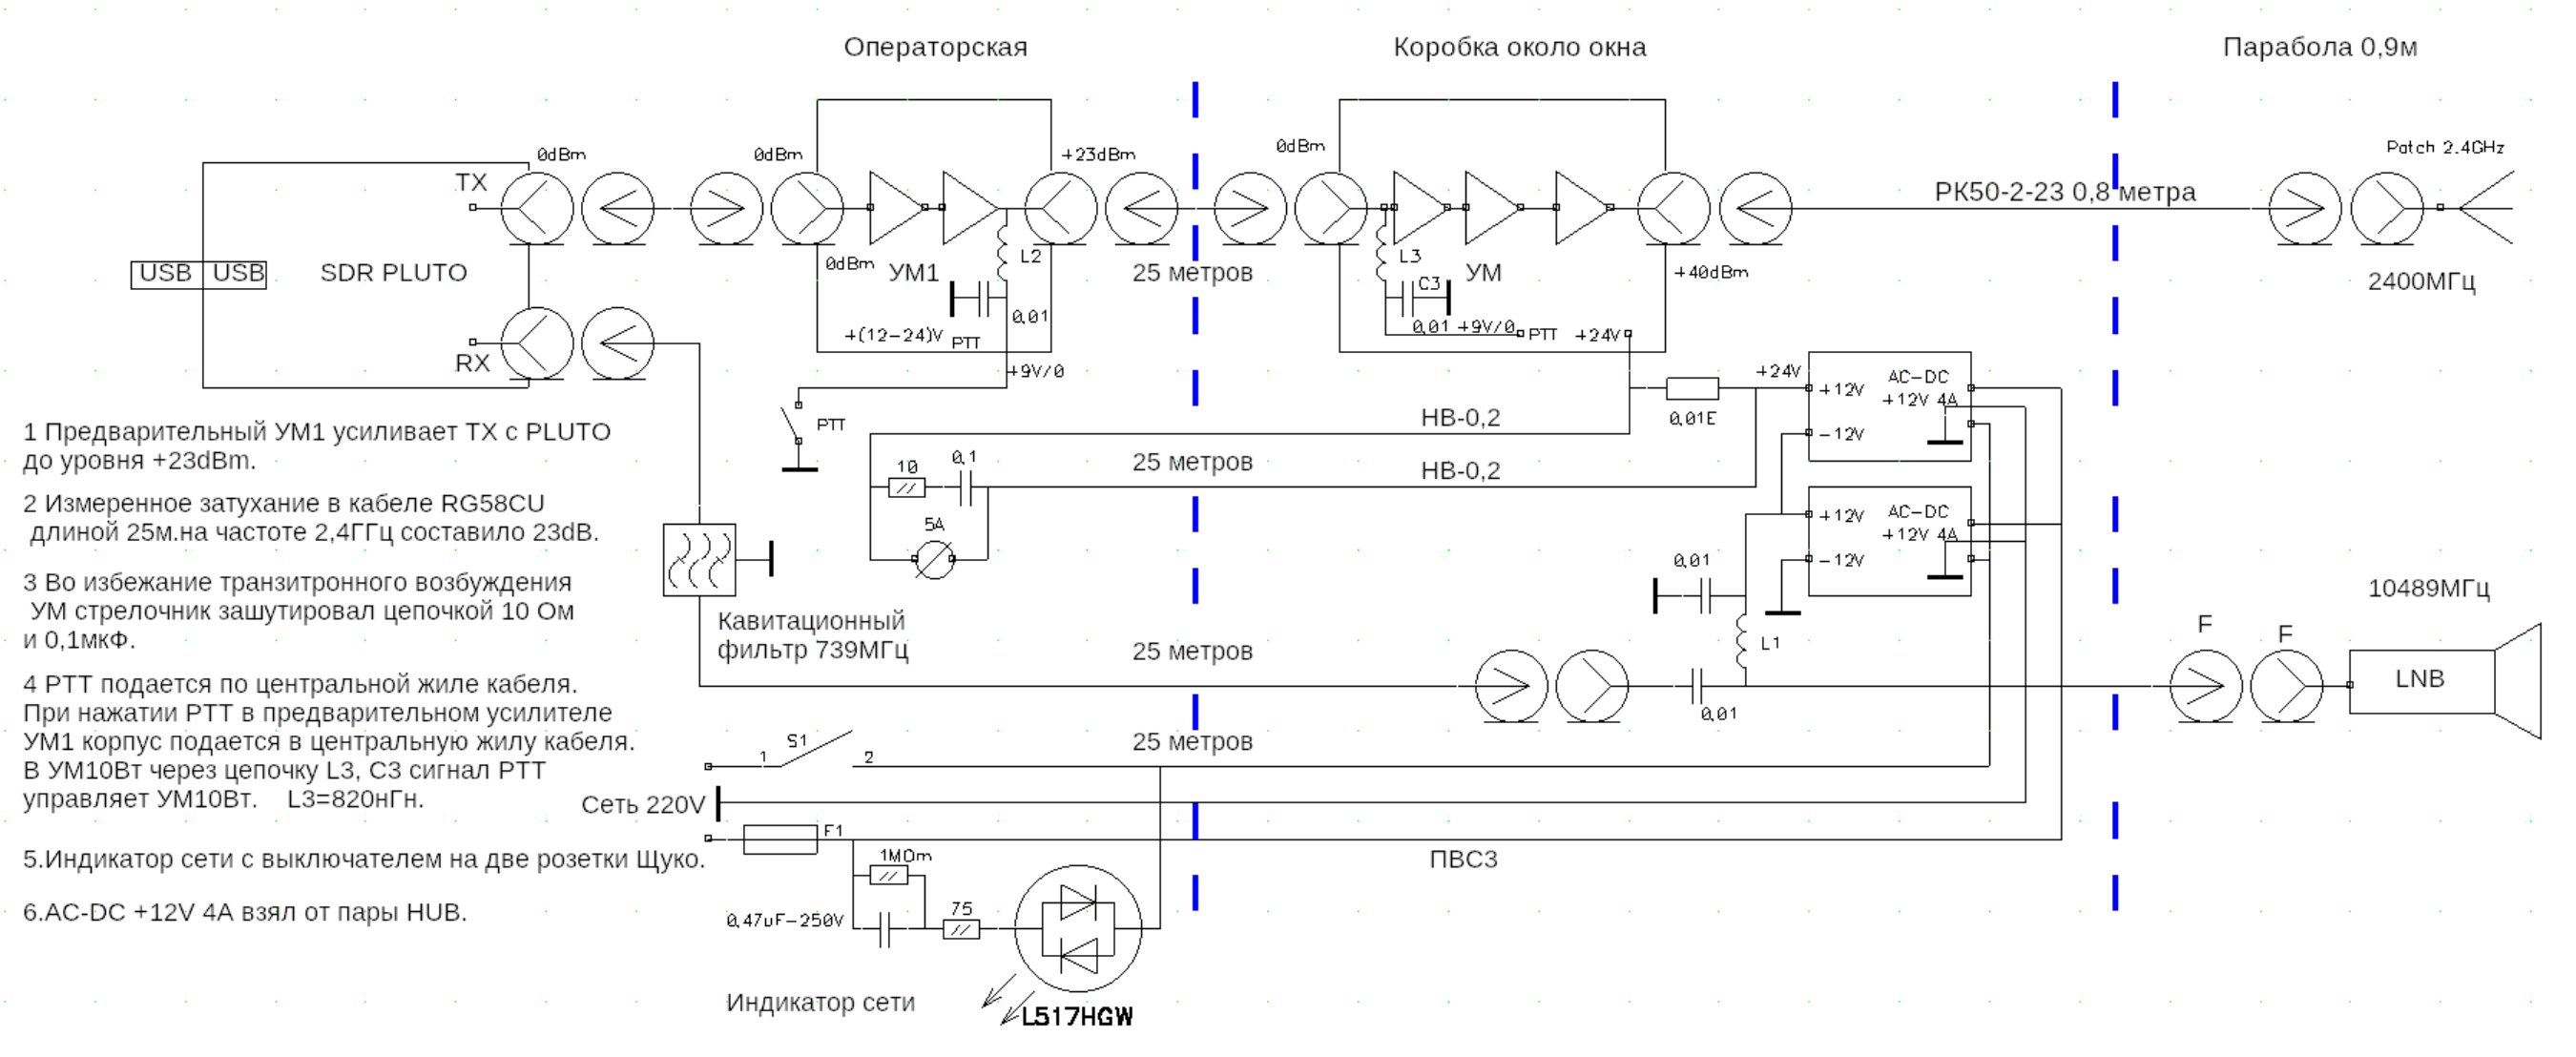 Операторская
Коробка около окна
Парабола 0,9м
TX
0dBm
0dBm
+23dBm
0dBm
РК50-2-23 0,8 метра
Patch 2.4GHz
USB USB
SDR PLUTO
0dBm
УМ1
L2
25 метров
L3
УМ
+40dBm
2400МГц
C3
0,01
0,01 +9V/0 PTT +24V
+(12-24)V PTT
RX
+9V/0
PTT
+24V
+12V
AC-DC
+12V 4A
-12V
0,01E
НВ-0,2
25 метров
НВ-0,2
10
0,1
5A
+12V
AC-DC
+12V 4A
-12V
0,01
L1
1 Предварительный УМ1 усиливает TX с PLUTO
до уровня +23dBm.
2 Измеренное затухание в кабеле RG58CU
длиной 25м.на частоте 2,4ГГц составило 23dB.
3 Во избежание транзитронного возбуждения
УМ стрелочник зашутировал цепочкой 10 Ом
и 0,1мкФ.
4 PTT подается по центральной жиле кабеля.
При нажатии PTT в предварительном усилителе
УМ1 корпус подается в центральную жилу кабеля.
В УМ10Вт через цепочку L3, C3 сигнал PTT
управляет УМ10Вт. L3=820нГн.
5.Индикатор сети с выключателем на две розетки Щуко.
6.AC-DC +12V 4A взял от пары HUB.
Кавитационный
фильтр 739МГц
25 метров
0,01
10489МГц
F
F
LNB
25 метров
1
S1
2
Сеть 220V
F1
ПВС3
1MOm
0,47uF-250V
75
Индикатор сети
L517HGW